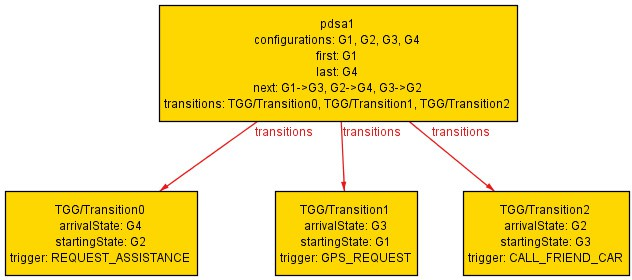 pdsa1
configurations: G1, G2, G3, G4
first: G1
last: G4
next: G1->G3, G2->G4, G3->G2
transitions: TGG/Transition0, TGG/Transition1, TGG/Transition2
transitions
transitions
transitions
TGG/Transition0
arrivalState: G4
startingState: G2
trigger: REQUEST_ASSISTANCE
TGG/Transition1
arrivalState: G3
startingState: G1
trigger: GPS_REQUEST
TGG/Transition2
arrivalState: G2
startingState: G3
trigger: CALL_FRIEND_CAR